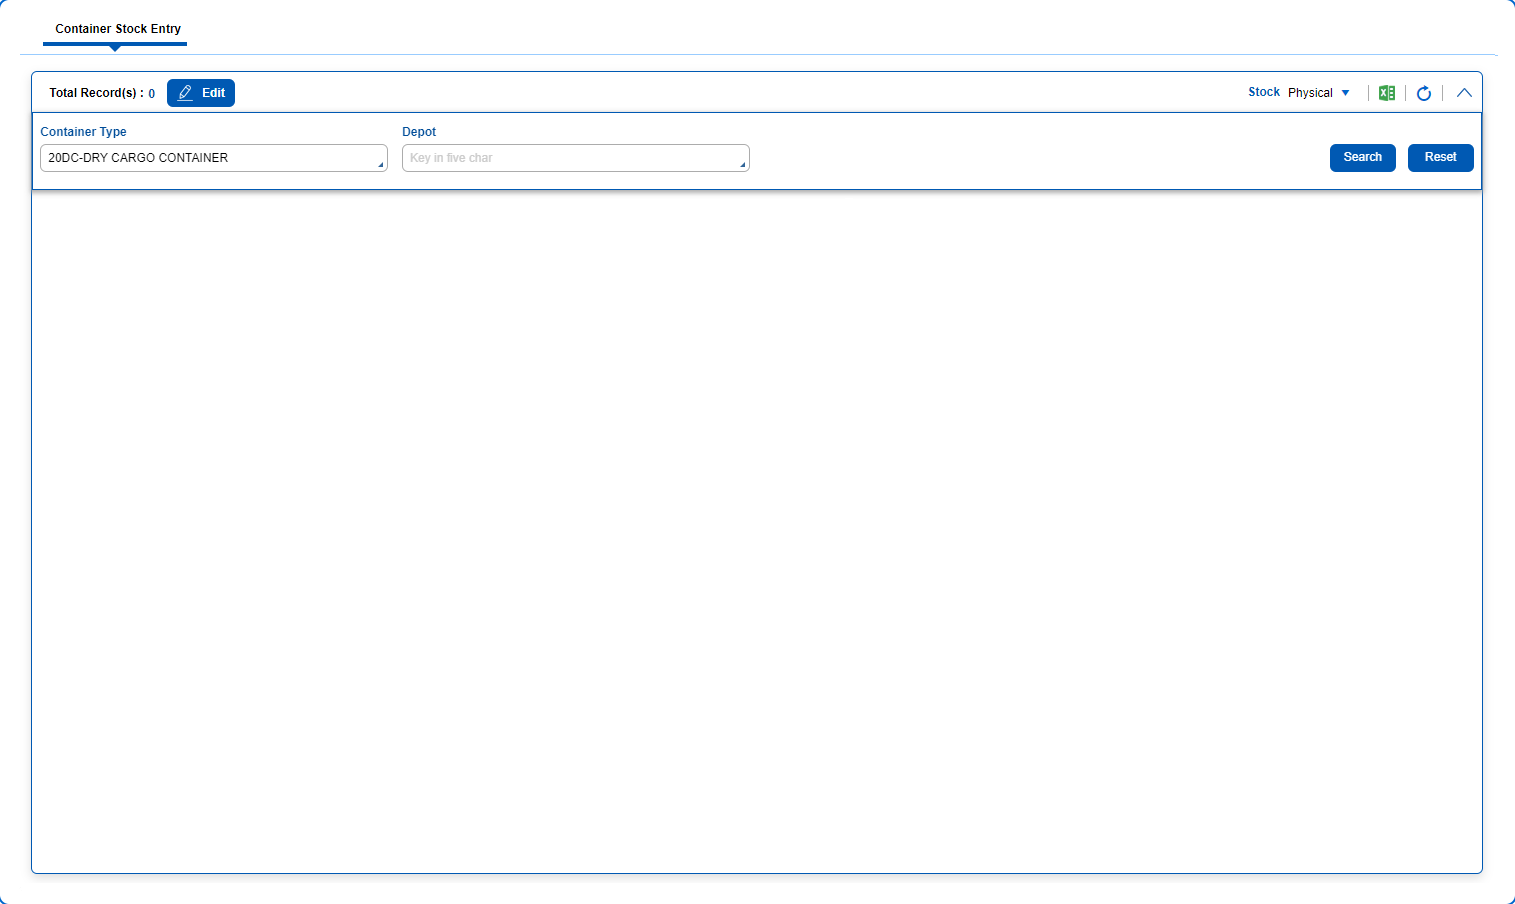 Container Stock Entry
Total Record(s) : 0 Edit Stock Physical
Container Type Depot
20DC-DRY CARGO CONTAINER Key in five char Search Reset